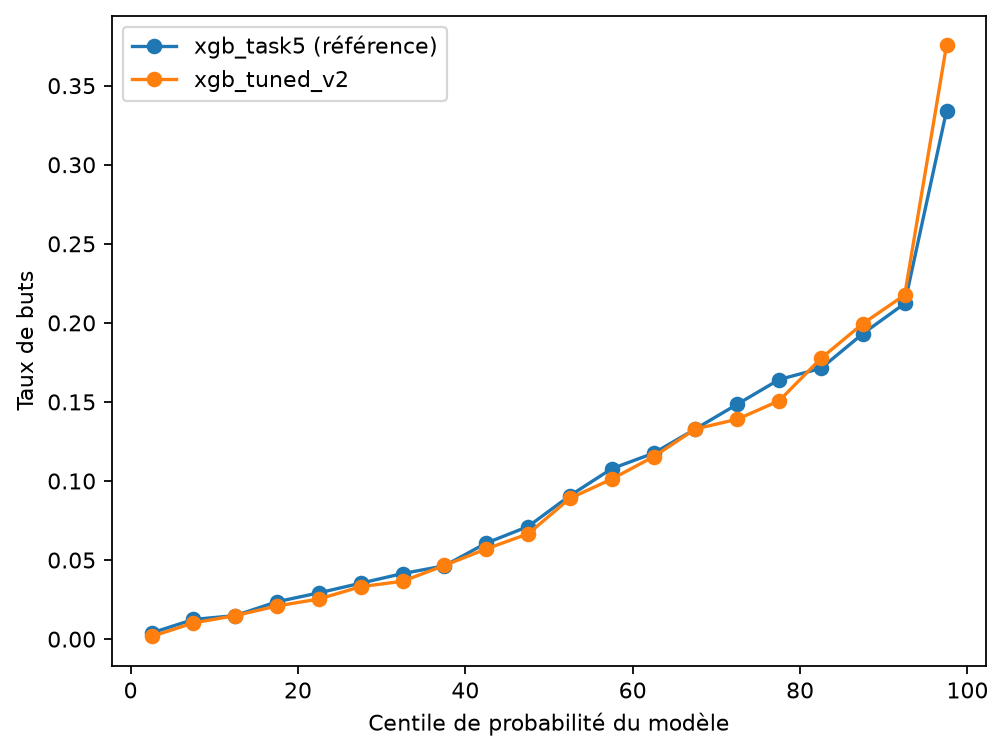 xgb_task5 (référence)
xgb_tuned_v2
Taux de buts
0.35
0.30
0.25
0.20
0.15
0.10
0.05
0.00
0 20 40 60 80 100
Centile de probabilité du modèle